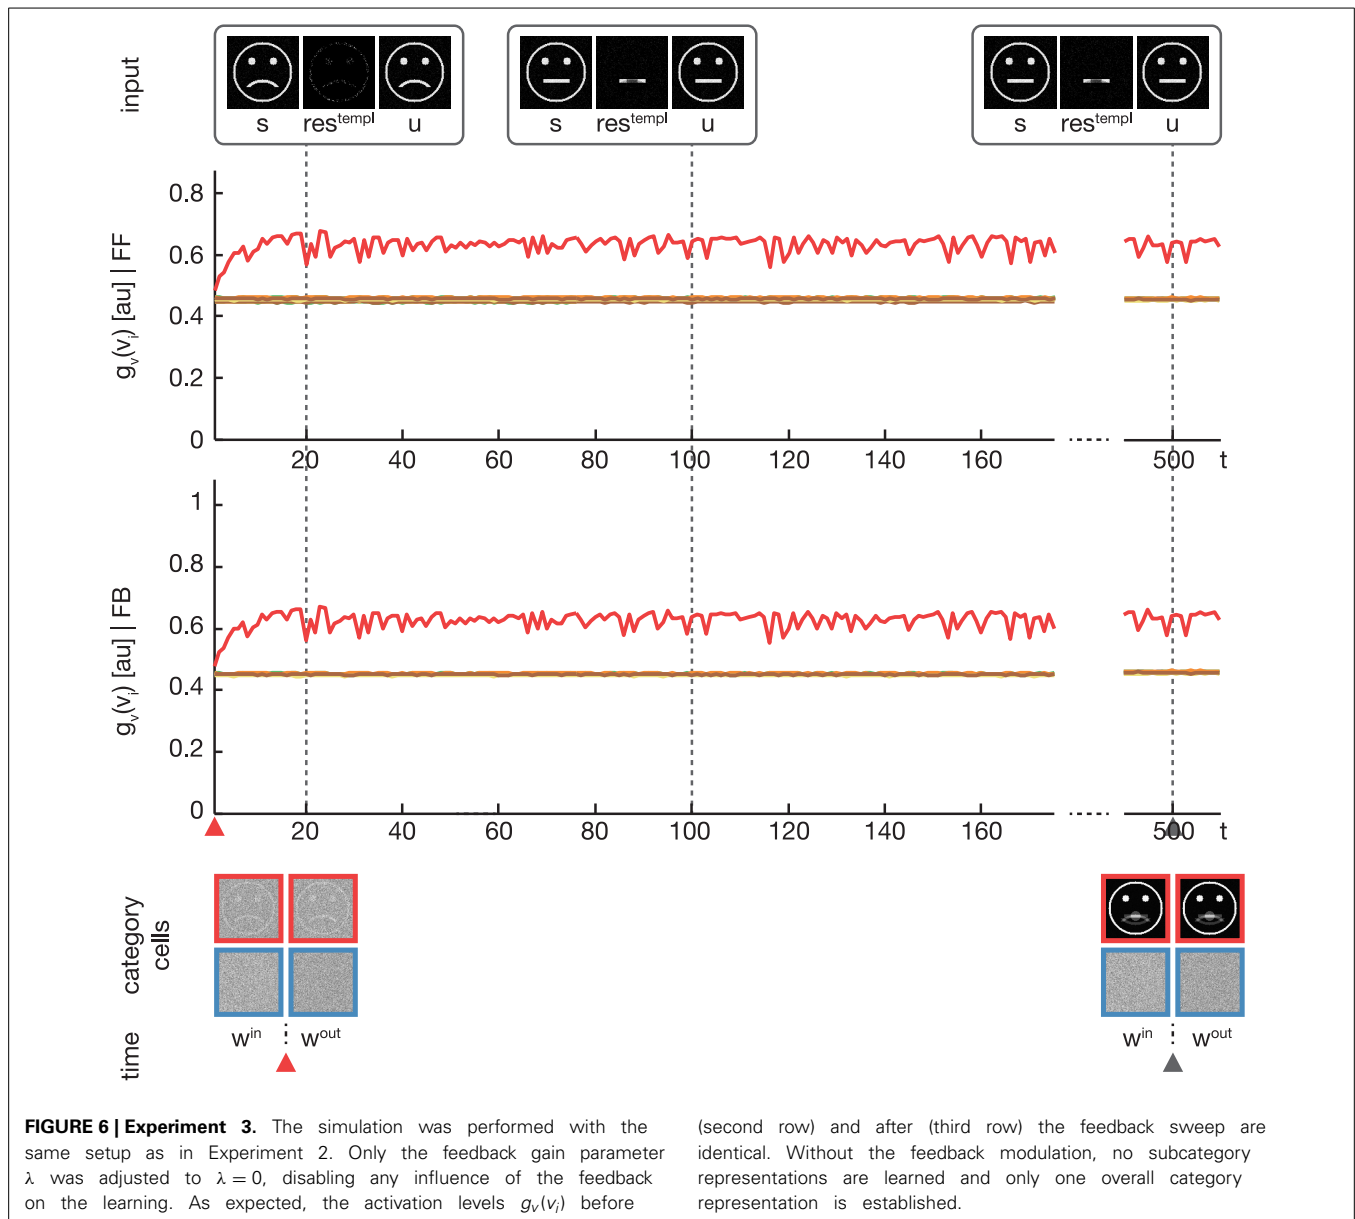 input
s res^templ u
s res^templ u
s res^templ u
g_v(v_i) [au] | FF
0.8
0.6
0.4
0.2
0
20 40 60 80 100 120 140 160 500 t
g_v(v_i) [au] | FB
1
0.8
0.6
0.4
0.2
0
20 40 60 80 100 120 140 160 500 t
category
cells
w^in w^out
w^in w^out
time
FIGURE 6 | Experiment 3. The simulation was performed with the
same setup as in Experiment 2. Only the feedback gain parameter
λ was adjusted to λ = 0, disabling any influence of the feedback
on the learning. As expected, the activation levels g_v(v_i) before
(second row) and after (third row) the feedback sweep are
identical. Without the feedback modulation, no subcategory
representations are learned and only one overall category
representation is established.